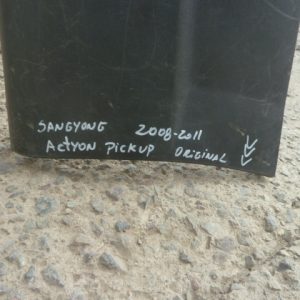 SANGYONG 2008-2011
ACtYON PiCKUP ORiGiNAL